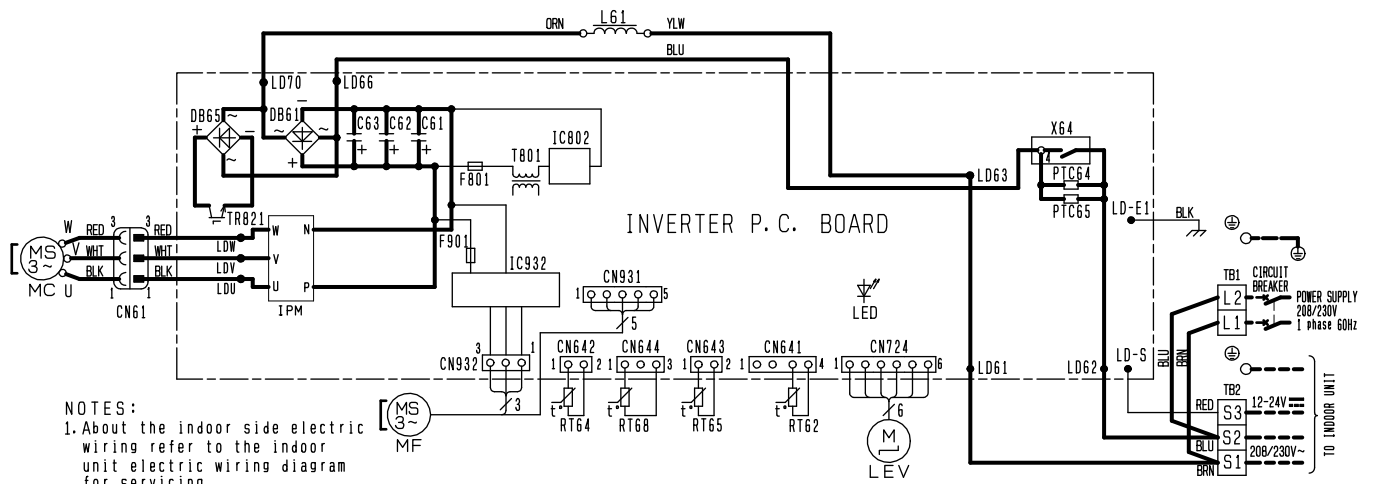 L61
ORN
YLW
BLU
LD70
LD66
DB65
~
DB61
−
C63
C62
C61
+
−
~
~
~
+
+
+
+
IC802
T801
F801
X64
4
PTC64
PTC65
LD63
LD-E1
BLK
TR821
INVERTER P.C. BOARD
W
RED
3
3
RED
LDW
W
N
MS
3~
V
WHT
WHT
LDV
V
MC
U
BLK
BLK
LDU
U
P
1
1
CN61
IPM
F901
IC932
CN931
1
5
5
LED
TB1
CIRCUIT
BREAKER
L2
L1
POWER SUPPLY
208/230V
1 phase 60Hz
BLU
BRN
3
1
CN932
CN642
1
2
CN644
1
3
CN643
1
2
CN641
1
4
CN724
1
6
LD61
LD62
LD-S
3
t°
RT64
t°
RT68
t°
RT65
t°
RT62
6
M
LEV
MS
3~
MF
TB2
RED
S3
12-24V
BLU
S2
208/230V~
BRN
S1
TO INDOOR UNIT
NOTES:
1. About the indoor side electric
wiring refer to the indoor
unit electric wiring diagram
for servicing